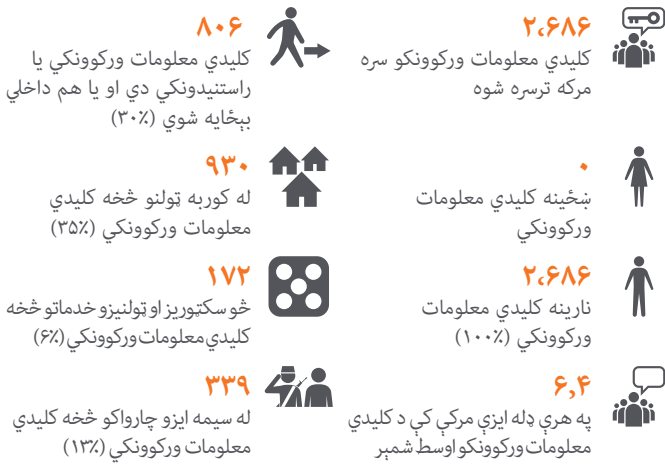 ۲،۶۸۶
کليدي معلومات ورکوونکو سره
مرکه ترسره شوه
۰
ښځينه کليدي معلومات
ورکوونکي
۲،۶۸۶
نارينه کليدي معلومات
ورکوونکي (۱۰۰٪)
۶,۴
په هرې ډله ايزې مرکې کې د کليدي
معلومات ورکوونکو اوسط شمېر
۸۰۶
کليدي معلومات ورکوونکي يا
راستنيدونکي دي او يا هم داخلي
بېځايه شوي (۳۰٪)
۹۳۰
له کوربه ټولنو څخه کليدي
معلومات ورکوونکي (۳۵٪)
۱۷۲
څو سکټوريز او ټولنيزو خدماتو څخه
کليدي معلومات ورکوونکي (۶٪)
۳۳۹
له سيمه ايزو چارواکو څخه کليدي
معلومات ورکوونکي (۱۳٪)